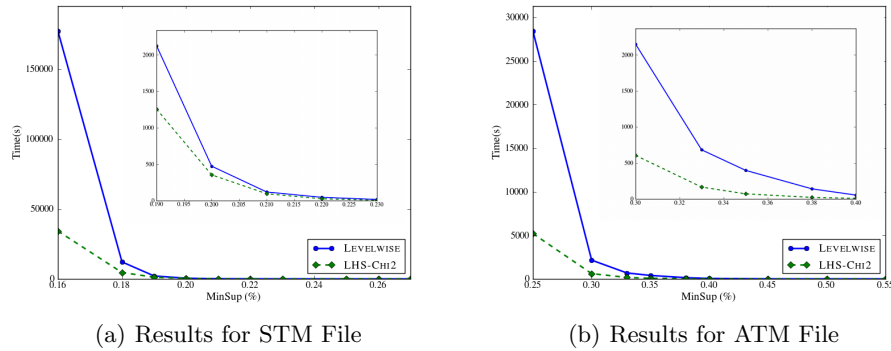 150000
100000
50000
0
Time(s)
0.16 0.18 0.20 0.22 0.24 0.26
MinSup (%)
2000
1500
1000
500
0
0.190 0.195 0.200 0.205 0.210 0.215 0.220 0.225 0.230
LEVELWISE
LHS-CHI2
(a) Results for STM File
30000
25000
20000
15000
10000
5000
0
Time(s)
0.25 0.30 0.35 0.40 0.45 0.50 0.55
MinSup (%)
2000
1500
1000
500
0
0.30 0.32 0.34 0.36 0.38 0.40
LEVELWISE
LHS-CHI2
(b) Results for ATM File